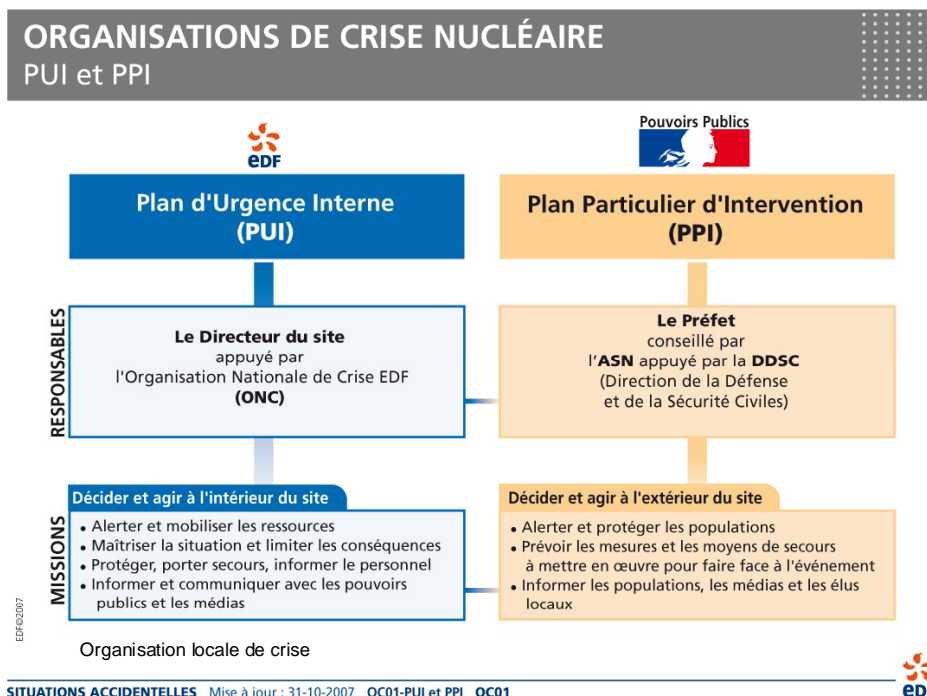 ORGANISATIONS DE CRISE NUCLÉAIRE
PUI et PPI
eDF
Pouvoirs Publics
Plan d'Urgence Interne
(PUI)
Plan Particulier d'Intervention
(PPI)
RESPONSABLES
Le Directeur du site
appuyé par
l'Organisation Nationale de Crise EDF
(ONC)
Le Préfet
conseillé par
l'ASN appuyé par la DDSC
(Direction de la Défense
et de la Sécurité Civiles)
MISSIONS
Décider et agir à l'intérieur du site
• Alerter et mobiliser les ressources
• Maîtriser la situation et limiter les conséquences
• Protéger, porter secours, informer le personnel
• Informer et communiquer avec les pouvoirs
publics et les médias
Décider et agir à l'extérieur du site
• Alerter et protéger les populations
• Prévoir les mesures et les moyens de secours
à mettre en œuvre pour faire face à l'événement
• Informer les populations, les médias et les élus
locaux
EDF©2007
Organisation locale de crise
SITUATIONS ACCIDENTELLES Mise à jour : 31-10-2007 OC01-PUI et PPI OC01
eD